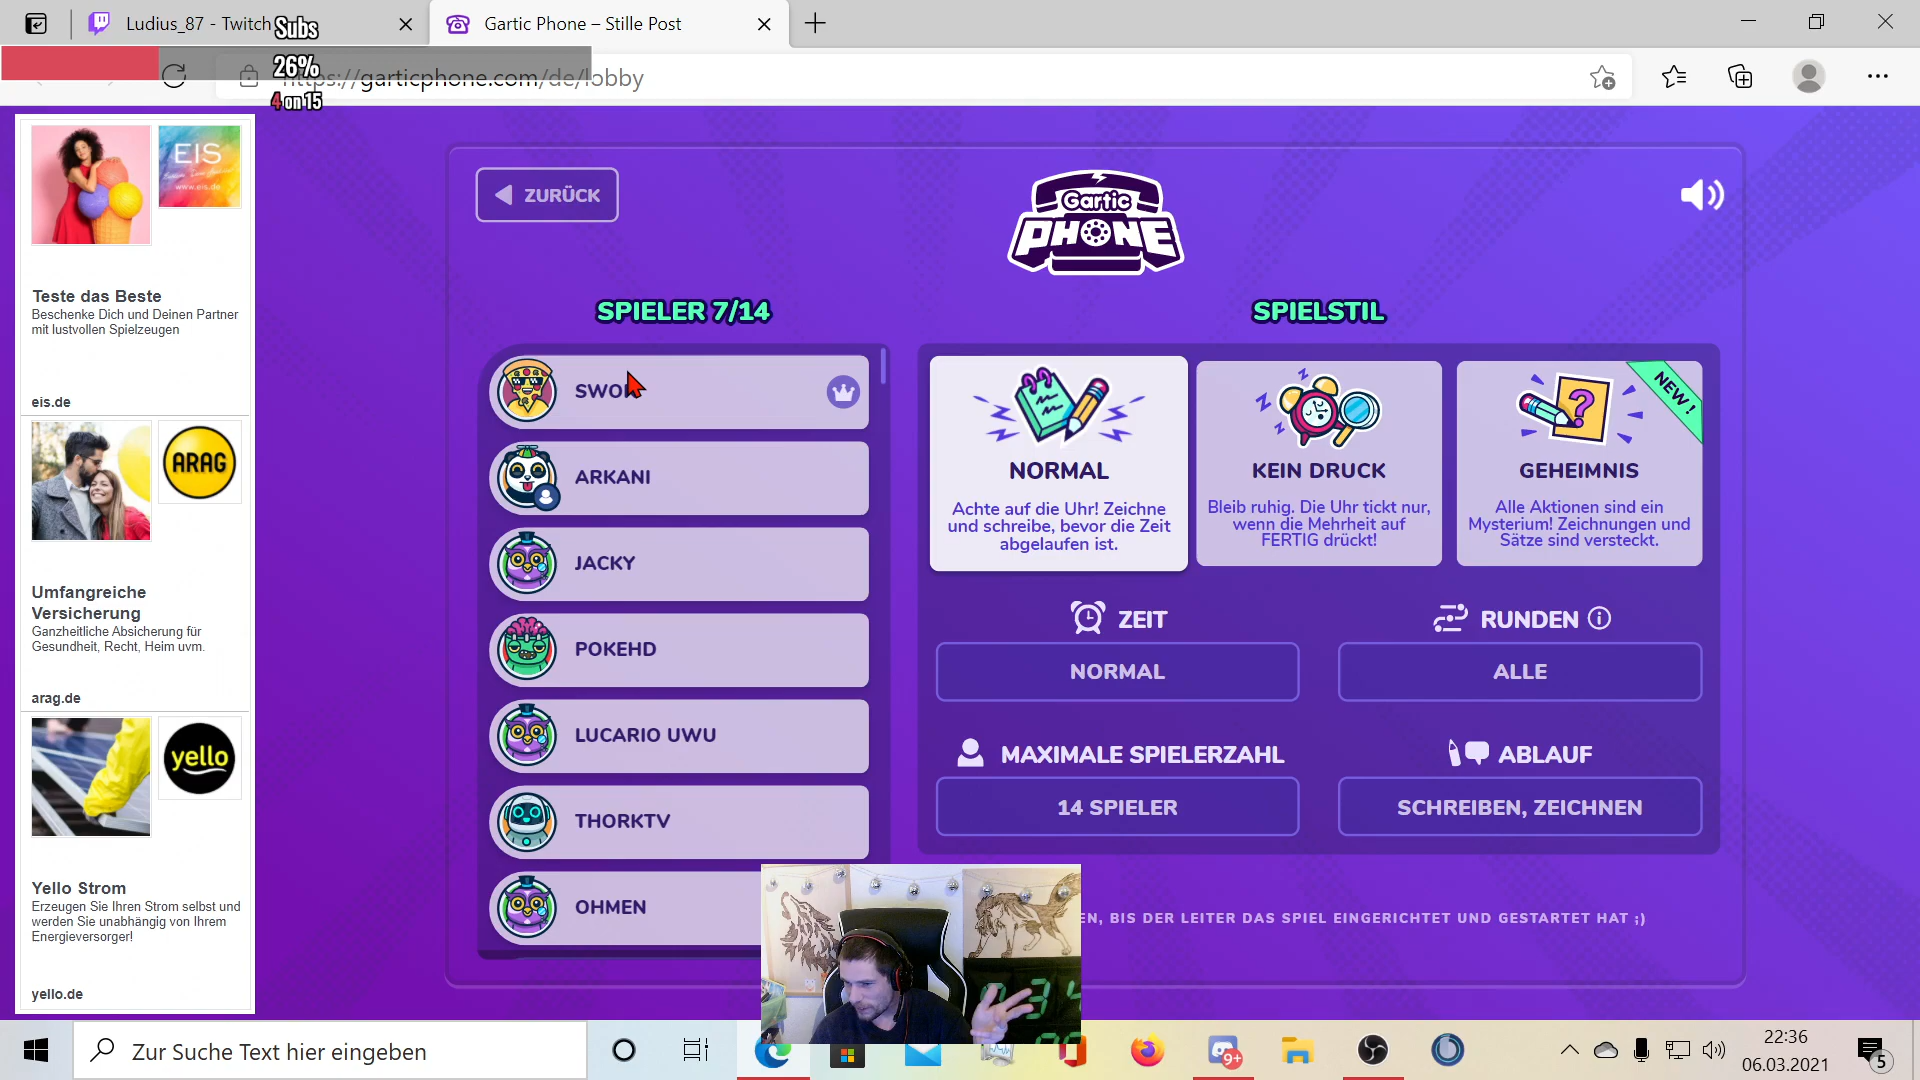 Ludius_87 - Twitch
Subs
Gartic Phone – Stille Post
26%
https://garticphone.com/de/lobby
4 on 15
EIS
www.eis.de
Teste das Beste
Beschenke Dich und Deinen Partner
mit lustvollen Spielzeugen
eis.de
ARAG
Umfangreiche
Versicherung
Ganzheitliche Absicherung für
Gesundheit, Recht, Heim uvm.
arag.de
yello
Yello Strom
Erzeugen Sie Ihren Strom selbst und
werden Sie unabhängig von Ihrem
Energieversorger!
yello.de
ZURÜCK
Gartic
PHONE
SPIELER 7/14
ARKANI
JACKY
POKEHD
LUCARIO UWU
THORKTV
OHMEN
SPIELSTIL
NORMAL
Achte auf die Uhr! Zeichne
und schreibe, bevor die Zeit
abgelaufen ist.
KEIN DRUCK
Bleib ruhig. Die Uhr tickt nur,
wenn die Mehrheit auf
FERTIG drückt!
NEW!
GEHEIMNIS
Alle Aktionen sind ein
Mysterium! Zeichnungen und
Sätze sind versteckt.
ZEIT
NORMAL
RUNDEN
ALLE
MAXIMALE SPIELERZAHL
14 SPIELER
ABLAUF
SCHREIBEN, ZEICHNEN
BIS DER LEITER DAS SPIEL EINGERICHTET UND GESTARTET HAT ;)
Zur Suche Text hier eingeben
9+
22:36
06.03.2021
5